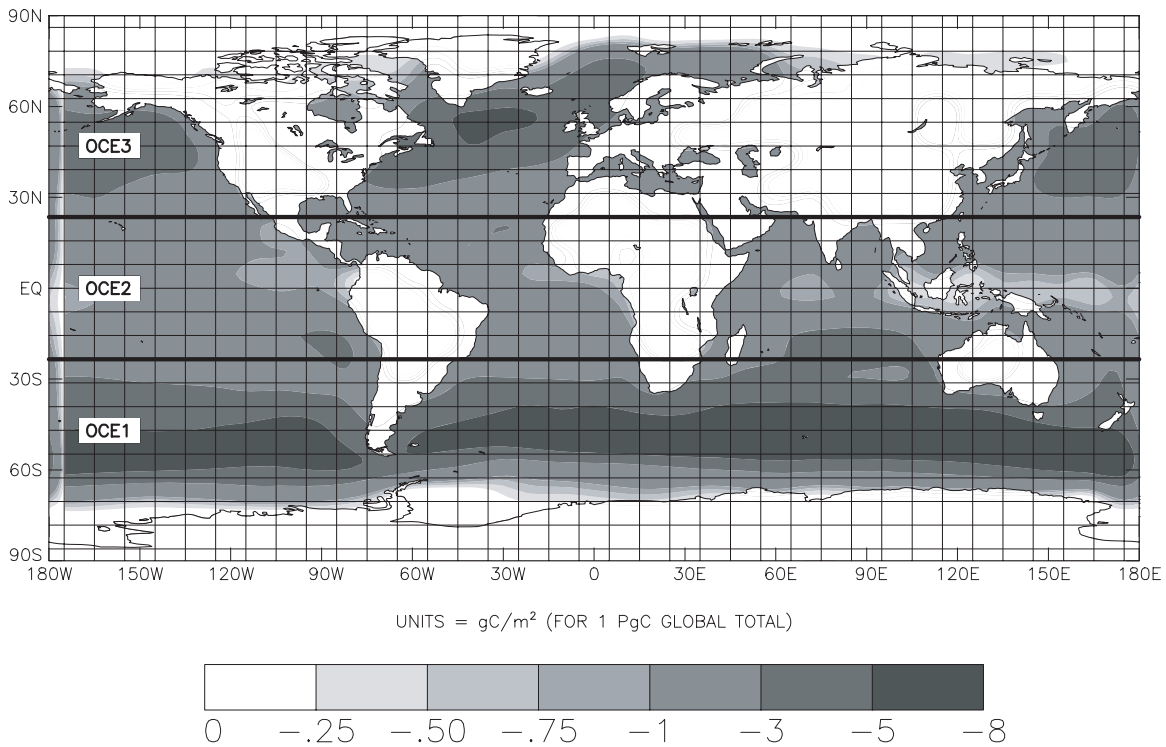 90N
60N
OCE3
30N
EQ
OCE2
30S
OCE1
60S
90S
180W 150W 120W 90W 60W 30W 0 30E 60E 90E 120E 150E 180E
UNITS = gC/m² (FOR 1 PgC GLOBAL TOTAL)
0 −.25 −.50 −.75 −1 −3 −5 −8